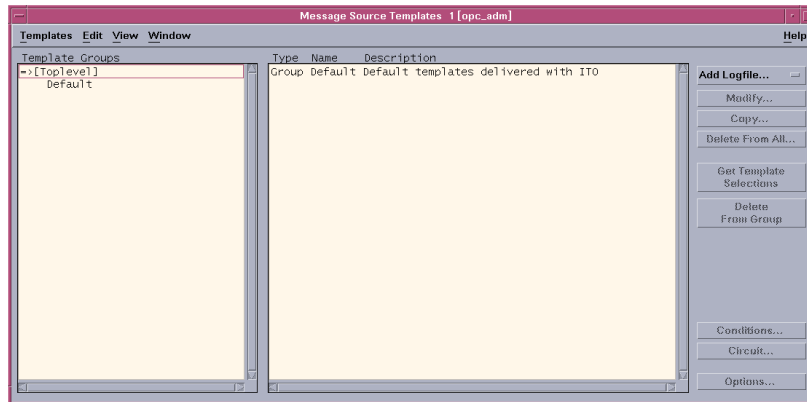 Message Source Templates 1 [opc_adm]
Templates Edit View Window Help
Template Groups
=>[Toplevel]
Default
Type Name Description
Group Default Default templates delivered with ITO
Add Logfile...
Modify...
Copy...
Delete From All...
Get Template
Selections
Delete
From Group
Conditions...
Circuit...
Options...